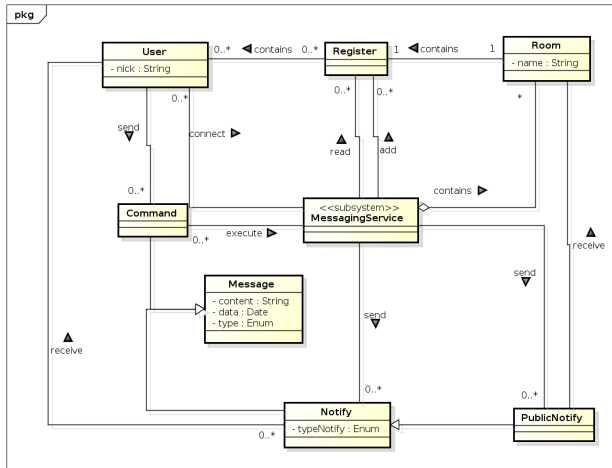 pkg
User
- nick : String
0..*
contains
0..*
Register
1
contains
1
Room
- name : String
0..*
0..*
0..*
*
send
connect
read
add
0..*
Command
0..*
execute
<<subsystem>>
MessagingService
contains
receive
send
Message
- content : String
- data : Date
- type : Enum
send
receive
0..*
0..*
Notify
- typeNotify : Enum
0..*
PublicNotify